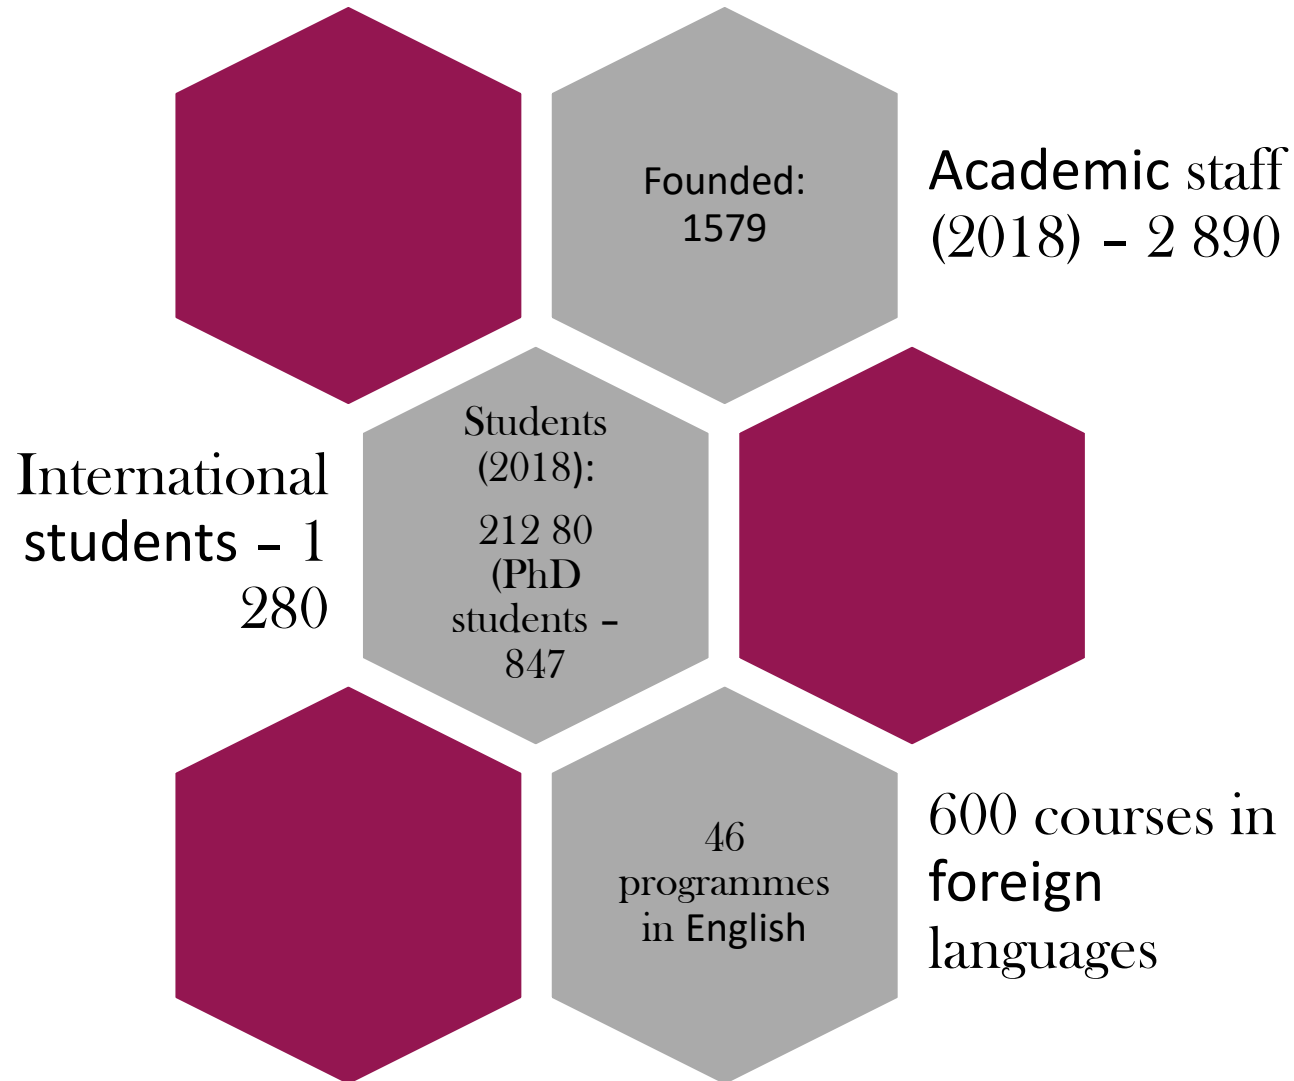 Founded:
1579
Academic staff
(2018) – 2 890
Students
(2018):
212 80
(PhD
students –
847
International
students – 1
280
46
programmes
in English
600 courses in
foreign
languages